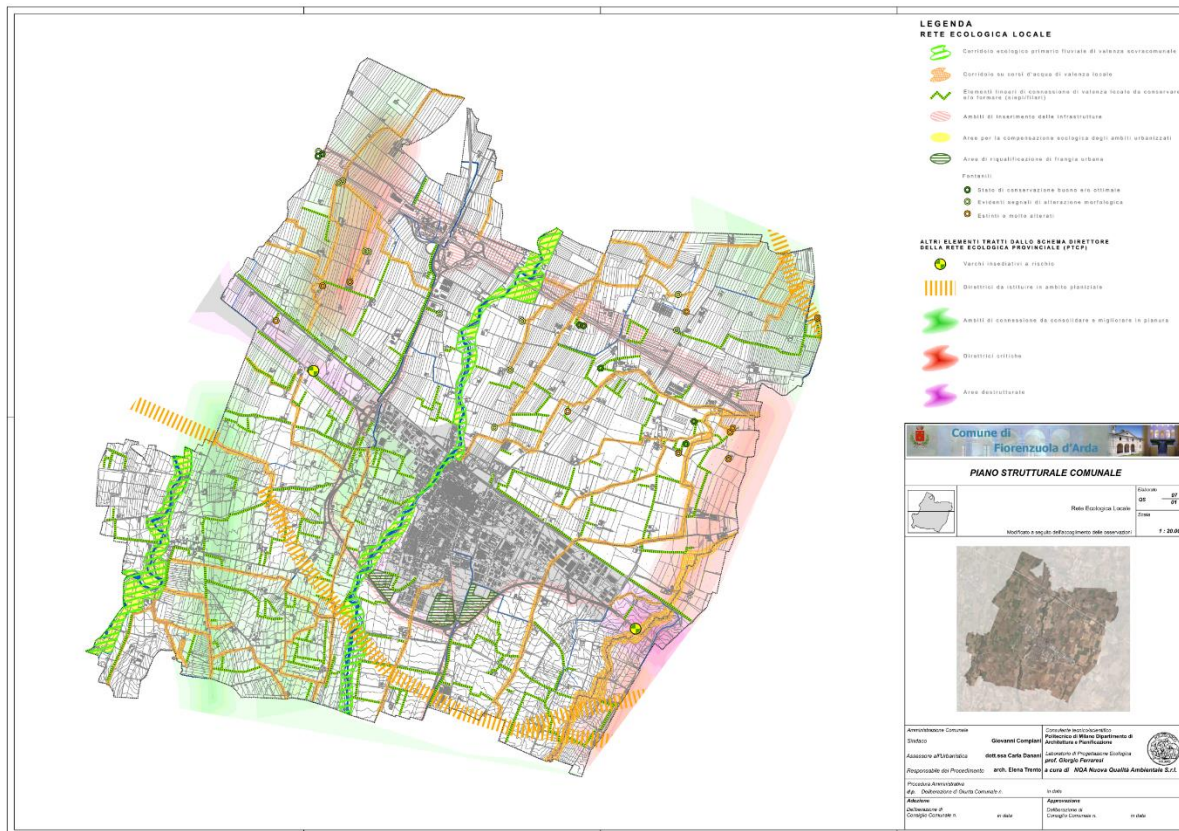 LEGENDA
RETE ECOLOGICA LOCALE
Corridoio ecologico primario fluviale di valenza sovracomunale
Corridoio su corsi d'acqua di valenza locale
Elementi lineari di connessione di valenza locale da conservare
e/o formare (siepi/filari)
Ambiti di inserimento delle infrastrutture
Aree per la compensazione ecologica degli ambiti urbanizzati
Aree di riqualificazione di frangia urbana
Fontanili
Stato di conservazione buono e/o ottimale
Evidenti segnali di alterazione morfologica
Estinti o molto alterati
ALTRI ELEMENTI TRATTI DALLO SCHEMA DIRETTORE
DELLA RETE ECOLOGICA PROVINCIALE (PTCP)
Varchi insediativi a rischio
Direttrici da istituire in ambito planiziale
Ambiti di connessione da consolidare e migliorare in pianura
Direttrici critiche
Aree destrutturate
Comune di
Fiorenzuola d'Arda
PIANO STRUTTURALE COMUNALE
Elaborato
QS 07
01
Rete Ecologica Locale
Scala
Modificato a seguito dell'accoglimento delle osservazioni
1 : 20.00
Amministrazione Comunale
Sindaco Giovanni Compiani
Assessore all'Urbanistica dott.ssa Carla Danani
Responsabile del Procedimento arch. Elena Trento
Consulente tecnico/scientifico
Politecnico di Milano Dipartimento di
Architettura e Pianificazione
Laboratorio di Progettazione Ecologica
prof. Giorgio Ferraresi
a cura di NQA Nuova Qualità Ambientale S.r.l.
Procedura Amministrativa
d.p. Deliberazione di Giunta Comunale n. in data
Adozione
Deliberazione di
Consiglio Comunale n. in data
Approvazione
Deliberazione di
Consiglio Comunale n. in data